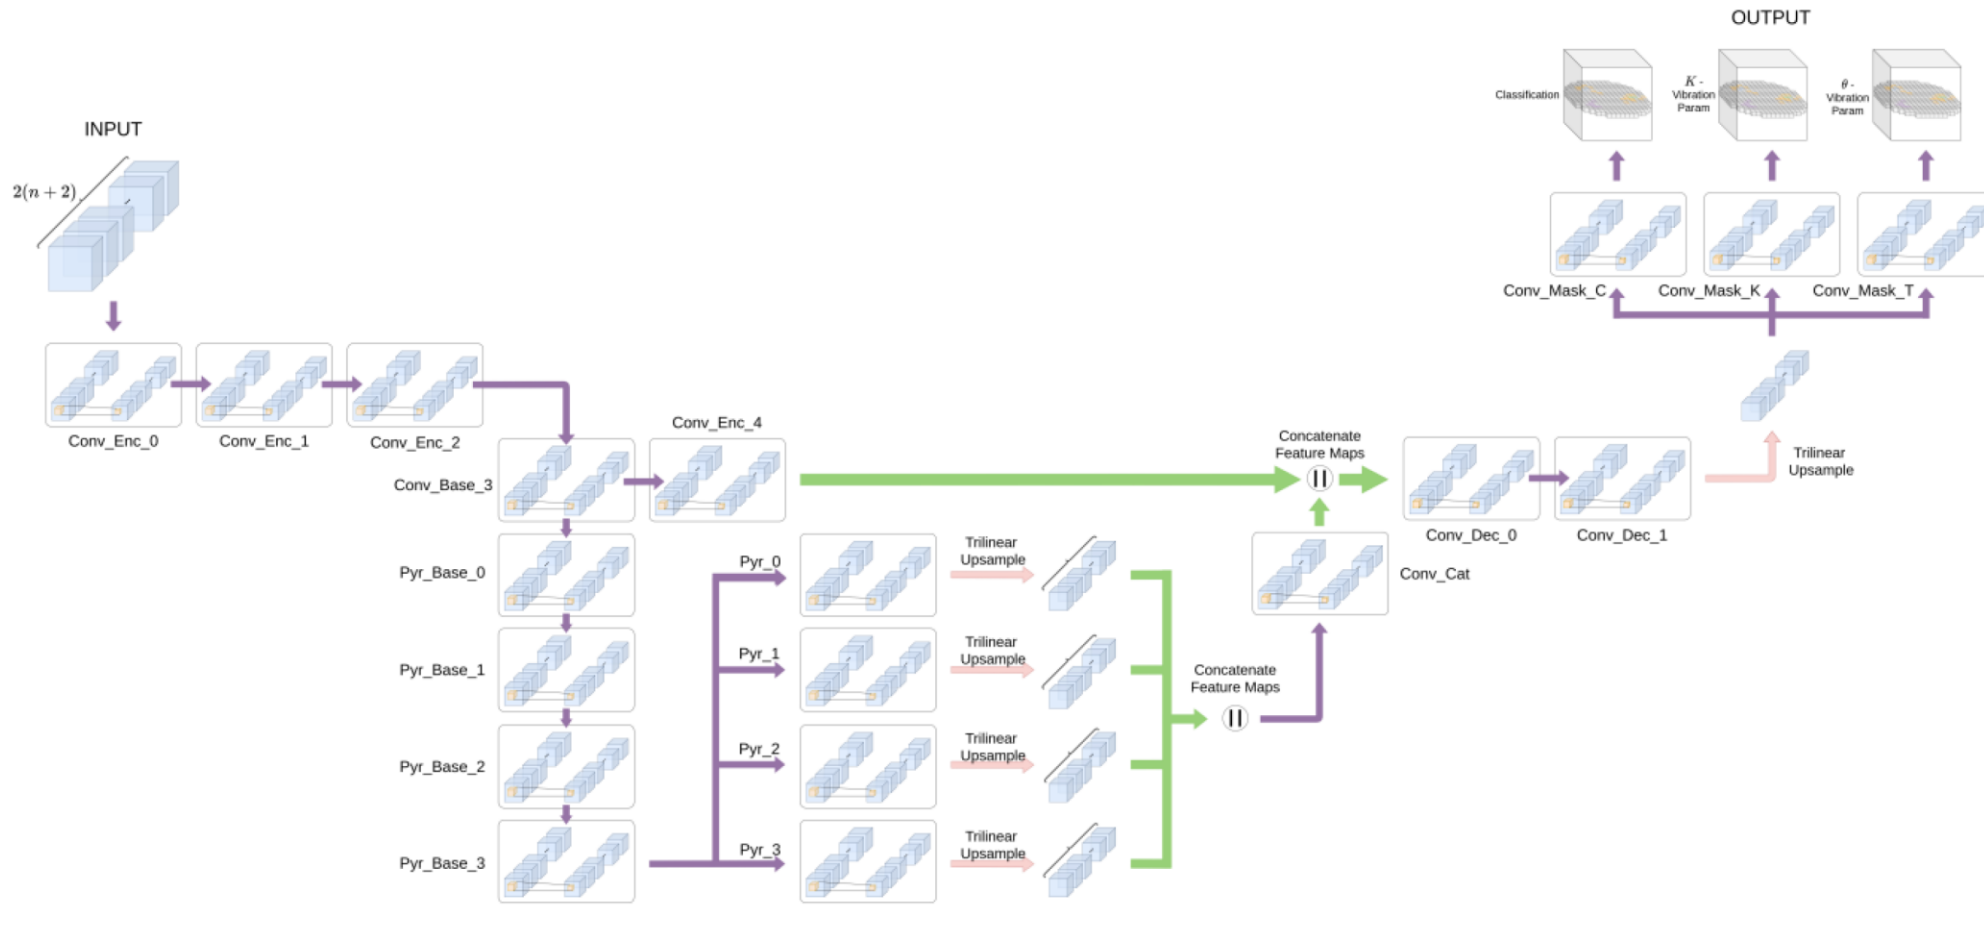 OUTPUT
Classification
K -
Vibration
Param
θ -
Vibration
Param
INPUT
2(n + 2)
Conv_Mask_C
Conv_Mask_K
Conv_Mask_T
Conv_Enc_0
Conv_Enc_1
Conv_Enc_2
Conv_Enc_4
Conv_Base_3
Concatenate
Feature Maps
||
Trilinear
Upsample
Conv_Dec_0
Conv_Dec_1
Conv_Cat
Pyr_Base_0
Pyr_0
Trilinear
Upsample
Pyr_Base_1
Pyr_1
Trilinear
Upsample
Concatenate
Feature Maps
||
Pyr_Base_2
Pyr_2
Trilinear
Upsample
Pyr_Base_3
Pyr_3
Trilinear
Upsample